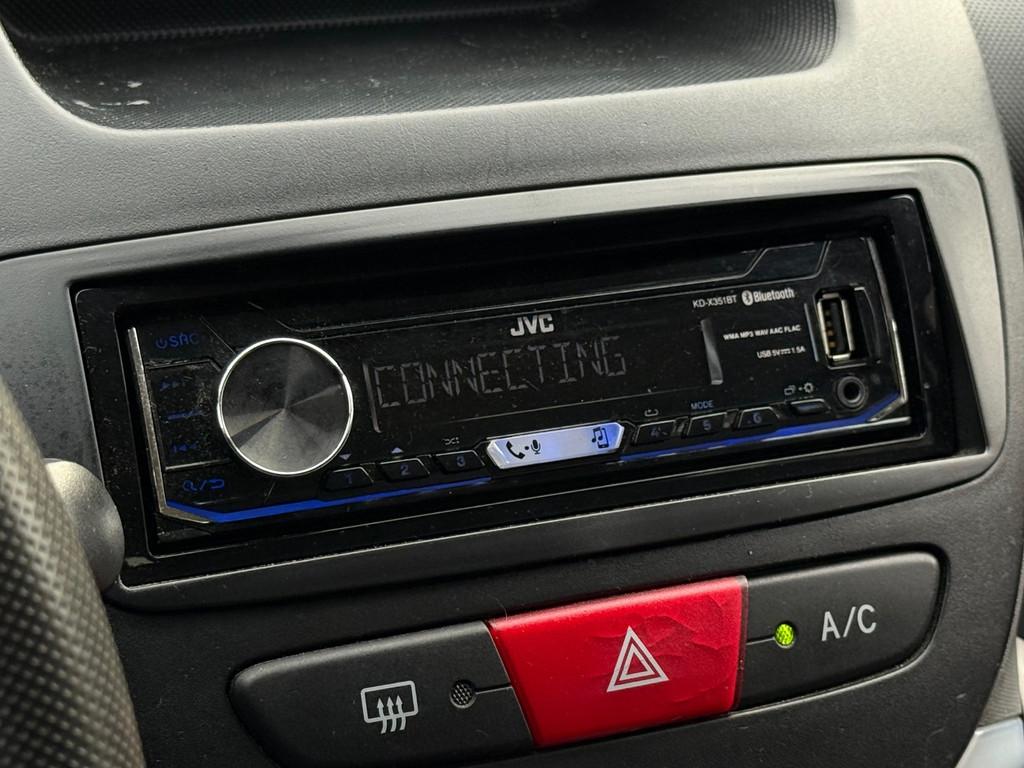 KD-X351BT Bluetooth
JVC
WMA MP3 WAV AAC FLAC
USB 5V 1.5A
SRC
CONNECTING
MODE
1 2 3 4 5 6
A/C